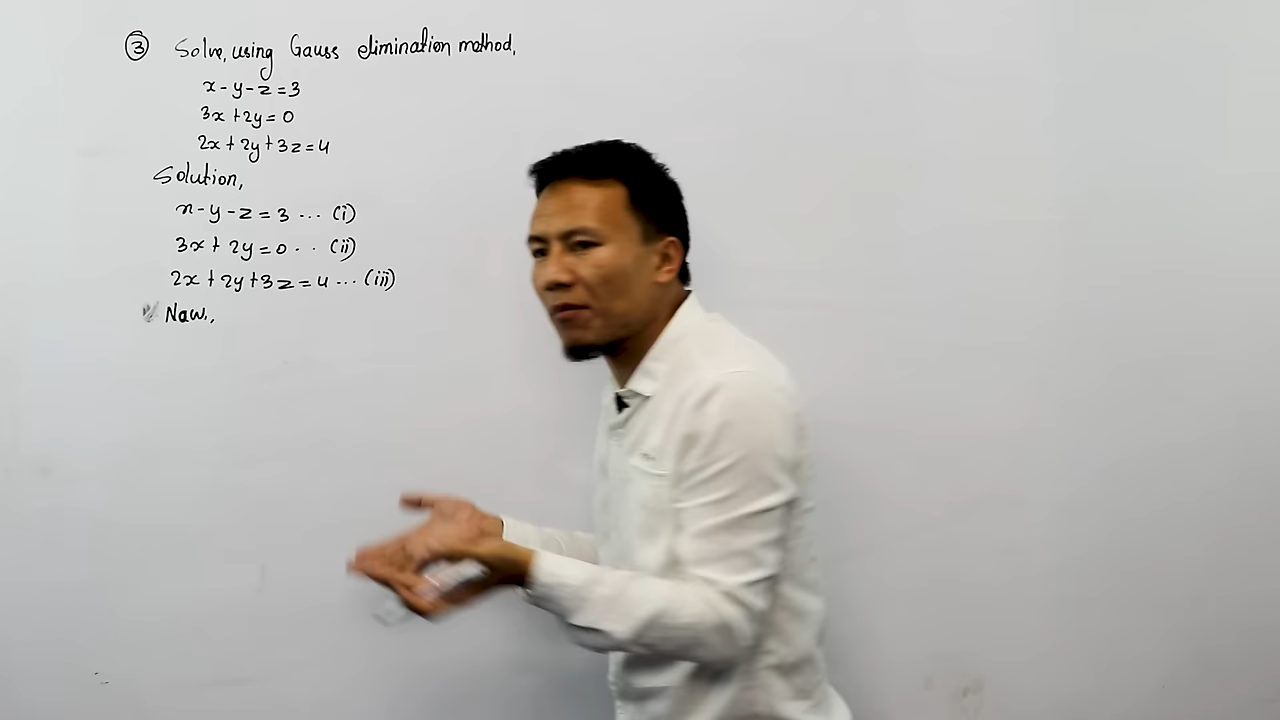 ③ Solve, using Gauss elimination method,
x - y - z = 3
3x + 2y = 0
2x + 2y + 3z = 4
Solution,
x - y - z = 3 ... (i)
3x + 2y = 0 .. (ii)
2x + 2y + 3z = 4 ... (iii)
Now,